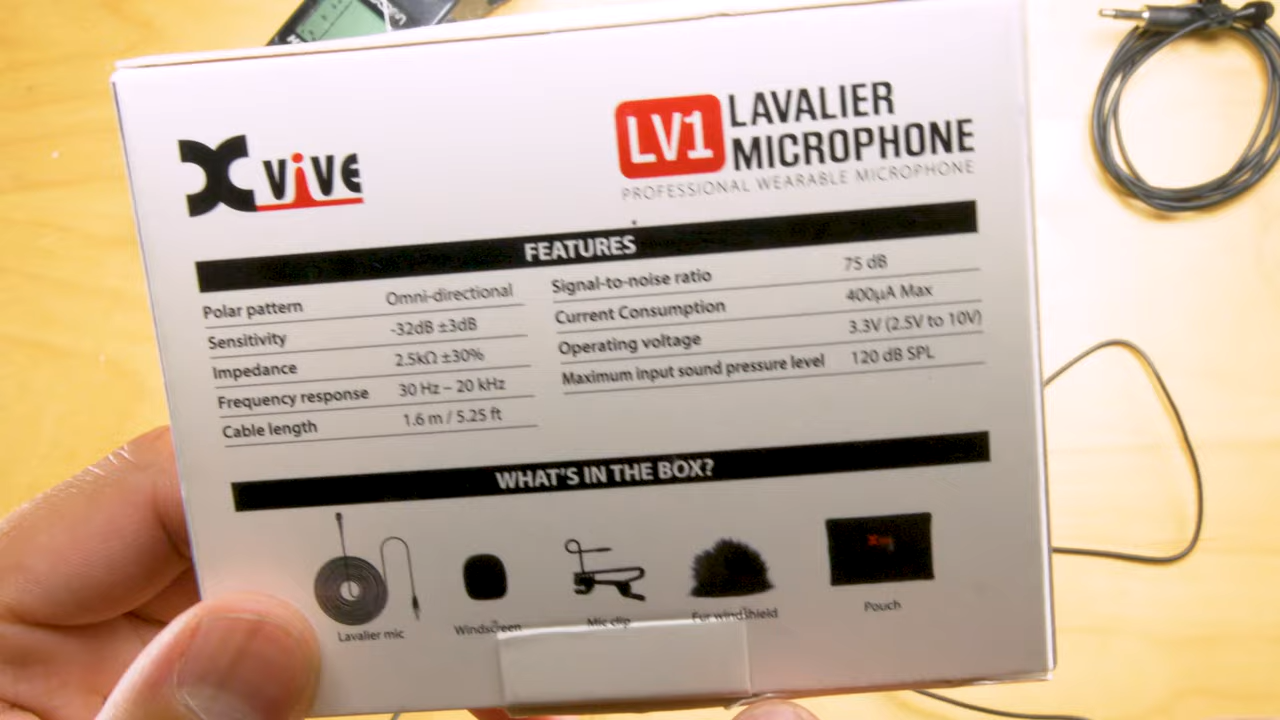 Xvive
LV1 LAVALIER
MICROPHONE
PROFESSIONAL WEARABLE MICROPHONE
FEATURES
Polar pattern Omni-directional
Sensitivity -32dB ±3dB
Impedance 2.5kΩ ±30%
Frequency response 30 Hz – 20 kHz
Cable length 1.6 m / 5.25 ft
Signal-to-noise ratio 75 dB
Current Consumption 400µA Max
Operating voltage 3.3V (2.5V to 10V)
Maximum input sound pressure level 120 dB SPL
WHAT'S IN THE BOX?
Lavalier mic
Windscreen
Mic clip
Fur windshield
Pouch